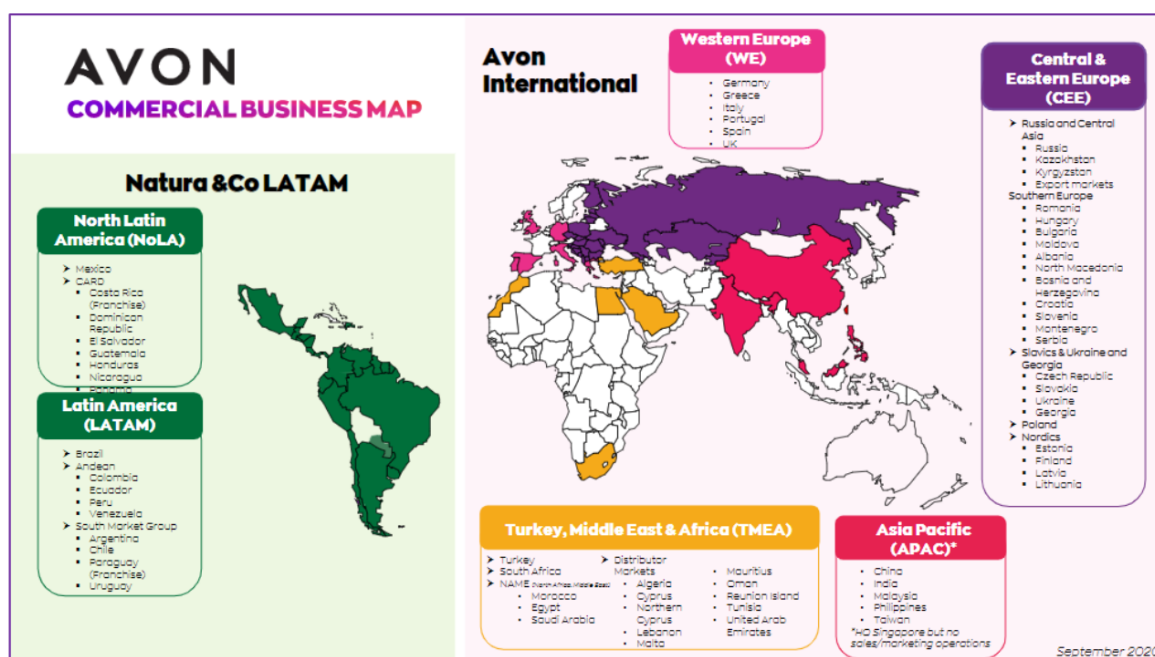 AVON
COMMERCIAL BUSINESS MAP
Natura &Co LATAM
North Latin
America (NoLA)
➤ Mexico
➤ CARD
▪ Costa Rica
(Franchise)
▪ Dominican
Republic
▪ El Salvador
▪ Guatemala
▪ Honduras
▪ Nicaragua
▪ Panama
Latin America
(LATAM)
➤ Brazil
➤ Andean
▪ Colombia
▪ Ecuador
▪ Peru
▪ Venezuela
➤ South Market Group
▪ Argentina
▪ Chile
▪ Paraguay
(Franchise)
▪ Uruguay
Avon
International
Western Europe
(WE)
• Germany
• Greece
• Italy
• Portugal
• Spain
• UK
Central &
Eastern Europe
(CEE)
➤ Russia and Central
Asia
▪ Russia
▪ Kazakhstan
▪ Kyrgyzstan
▪ Export markets
Southern Europe
▪ Romania
▪ Hungary
▪ Bulgaria
▪ Moldova
▪ Albania
▪ North Macedonia
▪ Bosnia and
Herzegovina
▪ Croatia
▪ Slovenia
▪ Montenegro
▪ Serbia
➤ Slavics & Ukraine and
Georgia
▪ Czech Republic
▪ Slovakia
▪ Ukraine
▪ Georgia
➤ Poland
➤ Nordics
▪ Estonia
▪ Finland
▪ Latvia
▪ Lithuania
Turkey, Middle East & Africa (TMEA)
➤ Turkey
➤ South Africa
➤ NAME (North Africa, Middle East)
• Morocco
• Egypt
• Saudi Arabia
➤ Distributor
Markets
• Algeria
• Cyprus
• Northern
Cyprus
• Lebanon
• Malta
• Mauritius
• Oman
• Reunion Island
• Tunisia
• United Arab
Emirates
Asia Pacific
(APAC)*
• China
• India
• Malaysia
• Philippines
• Taiwan
*HQ Singapore but no
sales/marketing operations
September 2020